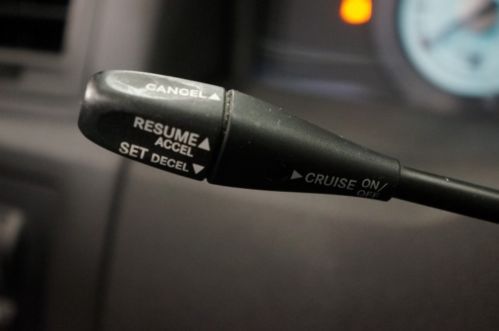 CANCEL▲
RESUME▲
ACCEL
SET DECEL▼
▶CRUISE ON/
OFF